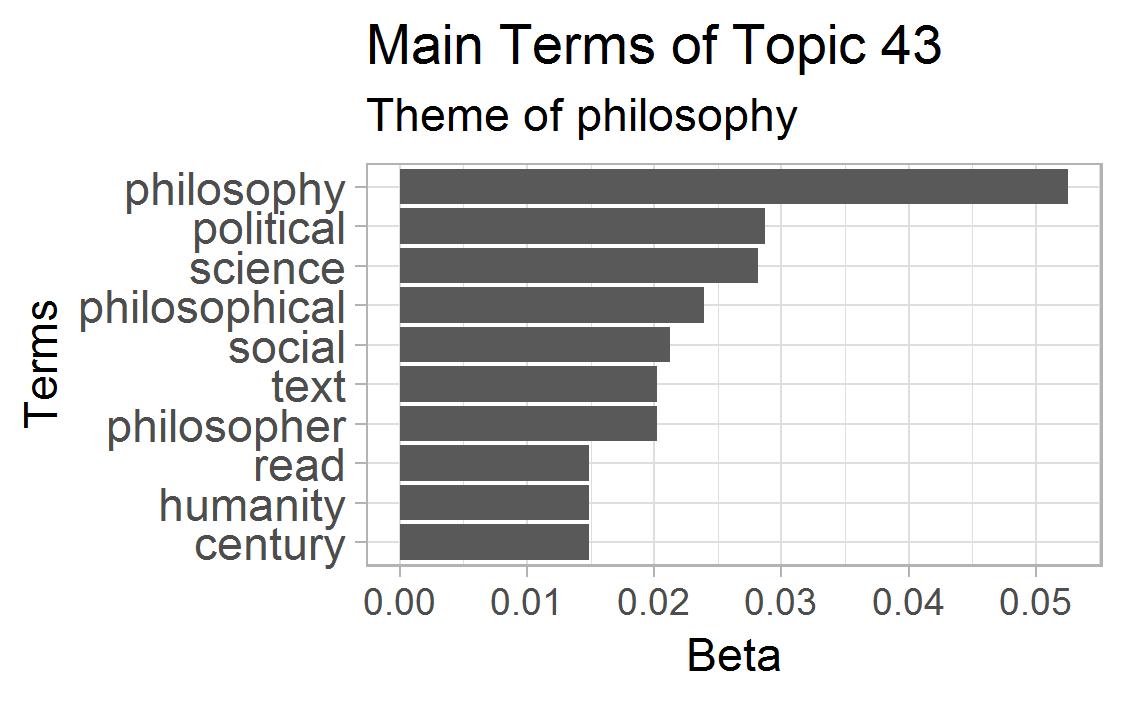 Main Terms of Topic 43
Theme of philosophy
Terms
philosophy
political
science
philosophical
social
text
philosopher
read
humanity
century
0.00 0.01 0.02 0.03 0.04 0.05
Beta